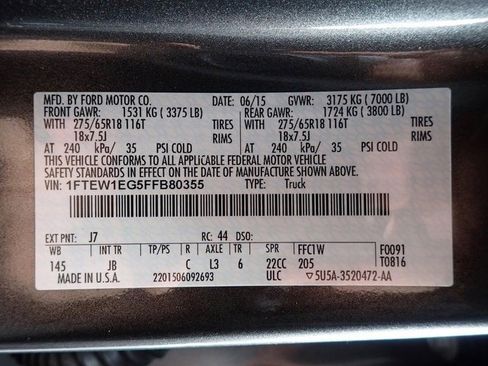 MFD. BY FORD MOTOR CO. 06/15 GVWR: 3175 KG ( 7000 LB)
FRONT GAWR: 1531 KG ( 3375 LB) REAR GAWR: 1724 KG ( 3800 LB)
WITH 275/65R18 116T TIRES WITH 275/65R18 116T TIRES
18x7.5J RIMS 18x7.5J RIMS
AT 240 kPa/ 35 PSI COLD AT 240 kPa/ 35 PSI COLD
THIS VEHICLE CONFORMS TO ALL APPLICABLE FEDERAL MOTOR VEHICLE
SAFETY STANDARDS IN EFFECT ON THE DATE OF MANUFACTURE SHOWN ABOVE.
VIN: 1FTEW1EG5FFB80355 TYPE: Truck
EXT PNT: J7 RC: 44 DSO:
WB INT TR TP/PS R AXLE TR SPR FFC1W F0091
145 JB C L3 6 22CC 205 T0816
MADE IN U.S.A. 2201506092693 ULC ▽5U5A-3520472-AA